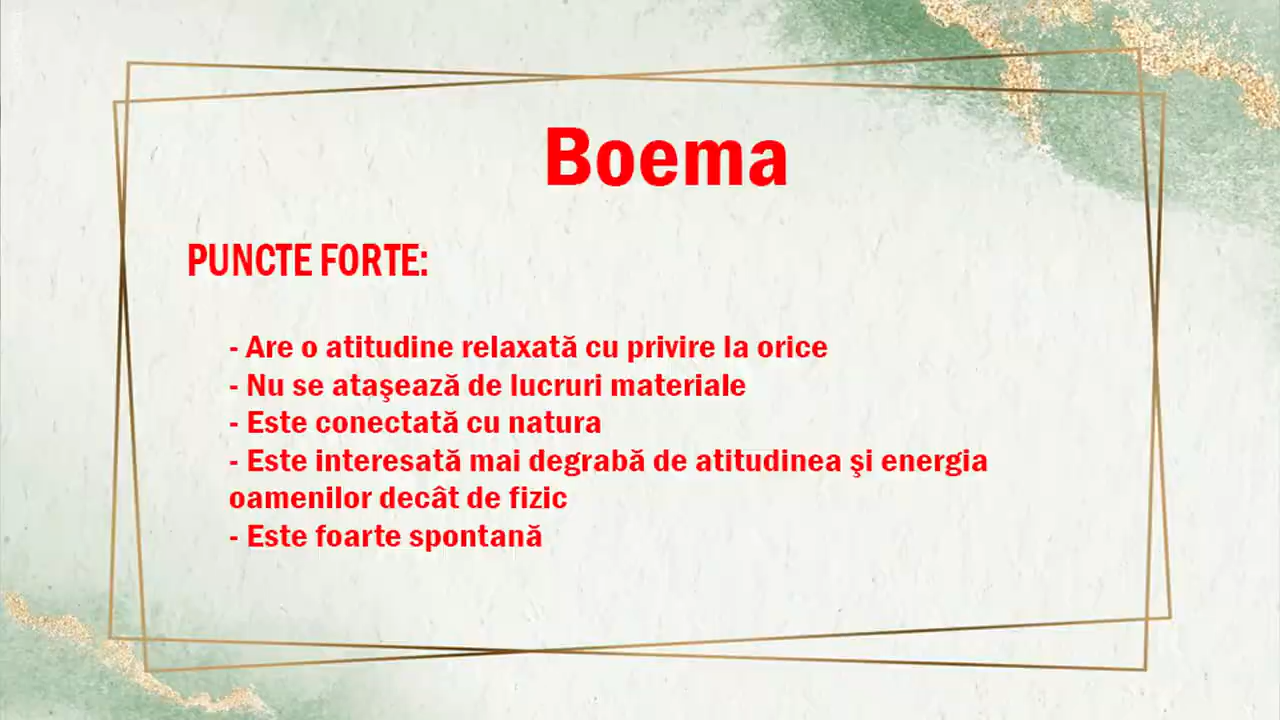 Boema
PUNCTE FORTE:
- Are o atitudine relaxată cu privire la orice
- Nu se ataşează de lucruri materiale
- Este conectată cu natura
- Este interesată mai degrabă de atitudinea şi energia
oamenilor decât de fizic
- Este foarte spontană